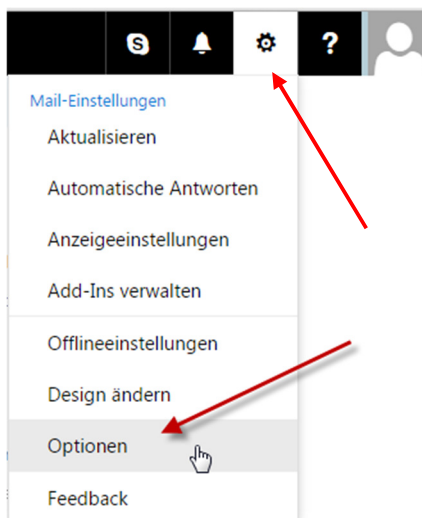 S
?
Mail-Einstellungen
Aktualisieren
Automatische Antworten
Anzeigeeinstellungen
Add-Ins verwalten
Offlineeinstellungen
Design ändern
Optionen
Feedback